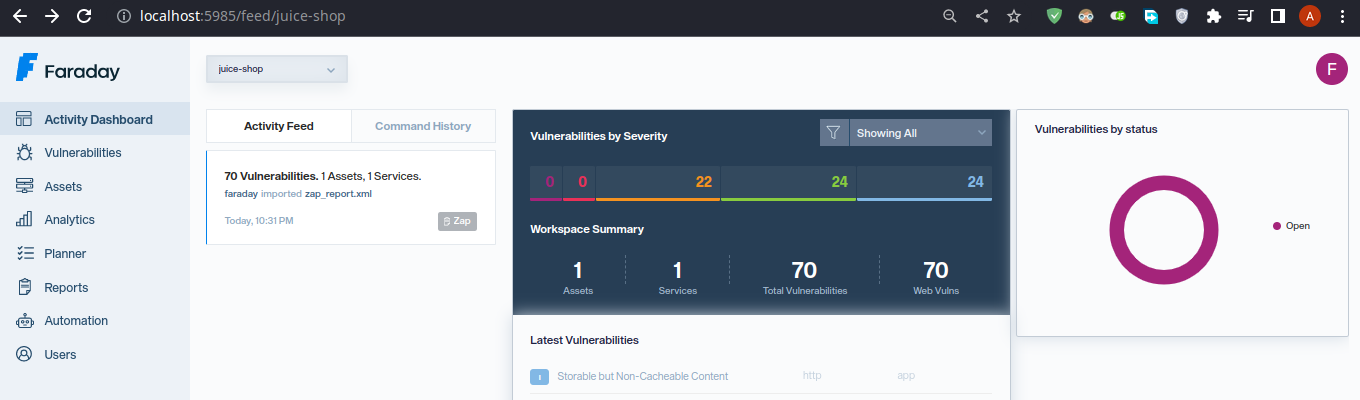 localhost:5985/feed/juice-shop
A
Faraday
juice-shop
F
Activity Dashboard
Vulnerabilities
Assets
Analytics
Planner
Reports
Automation
Users
Activity Feed
Command History
70 Vulnerabilities. 1 Assets, 1 Services.
faraday imported zap_report.xml
Today, 10:31 PM
Zap
Vulnerabilities by Severity
Showing All
0 0 22 24 24
Workspace Summary
1 1 70 70
Assets Services Total Vulnerabilities Web Vulns
Latest Vulnerabilities
I Storable but Non-Cacheable Content http app
Vulnerabilities by status
Open